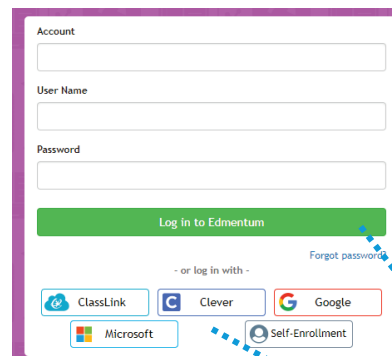 Account
User Name
Password
Log in to Edmentum
Forgot password?
- or log in with -
ClassLink
Clever
Google
Microsoft
Self-Enrollment